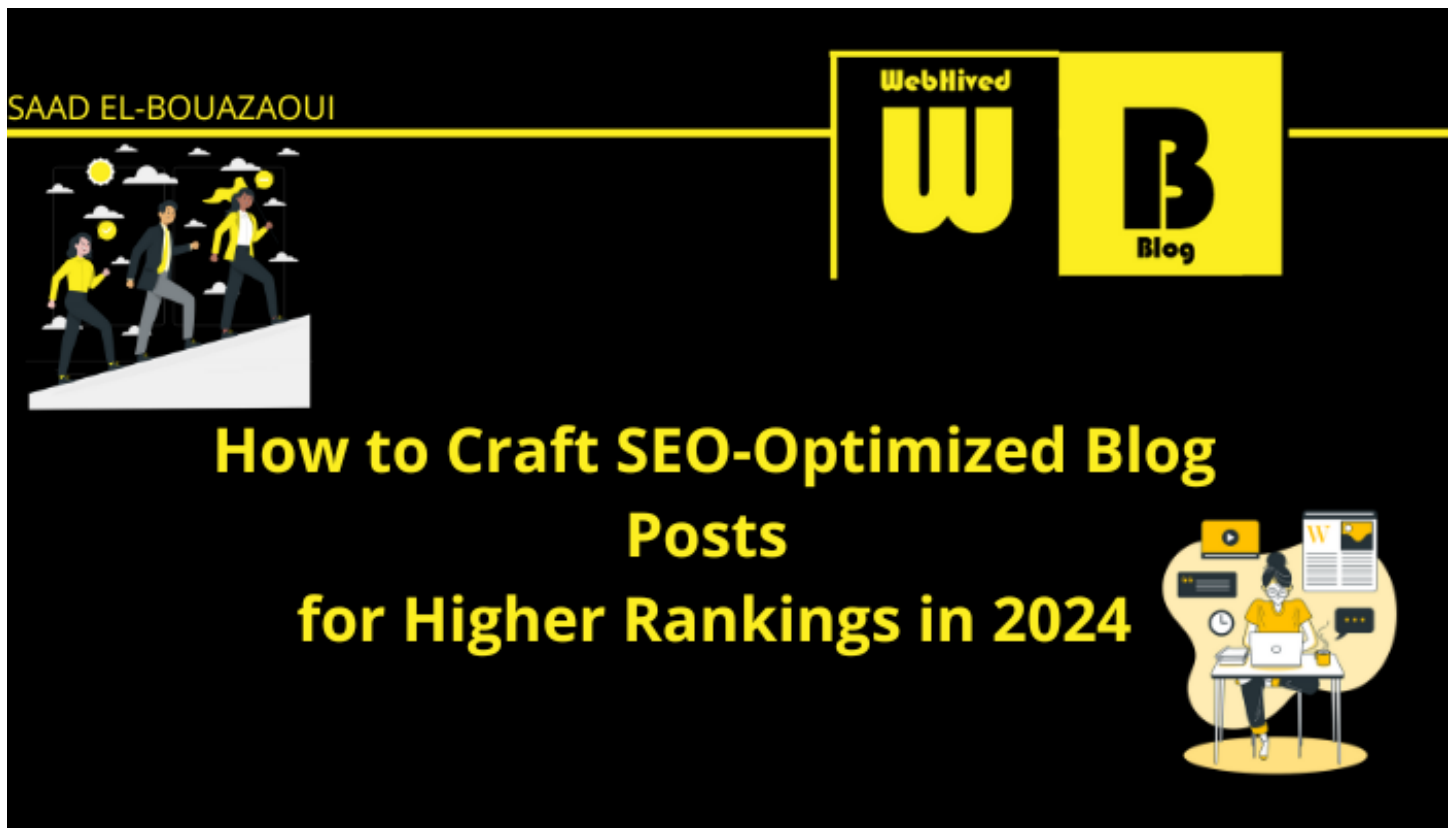 SAAD EL-BOUAZAOUI
WebHived
W
B
Blog
How to Craft SEO-Optimized Blog
Posts
for Higher Rankings in 2024
W